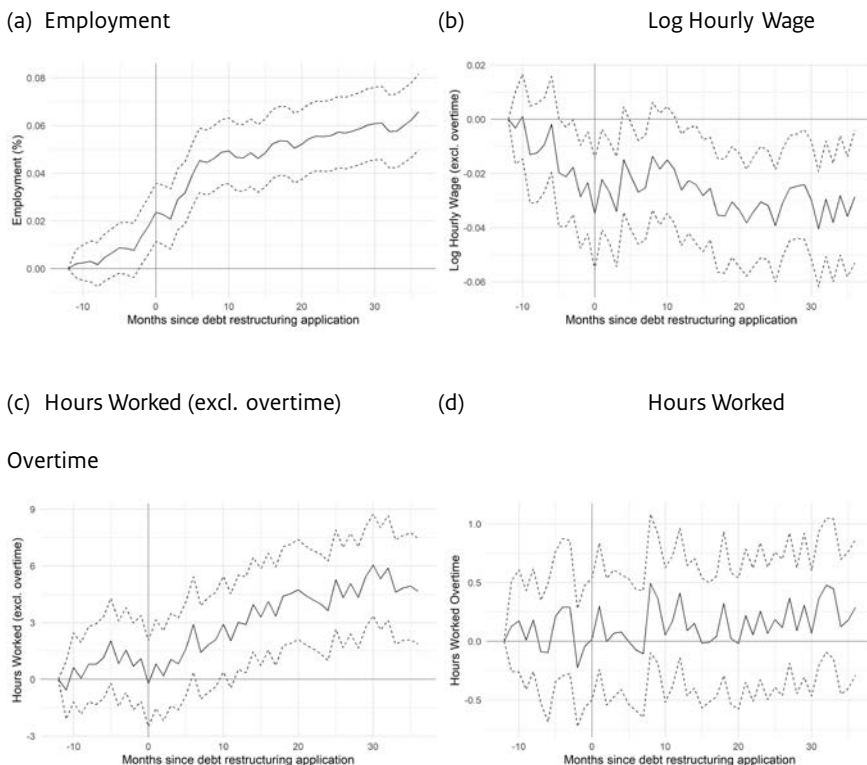 (a) Employment
(b) Log Hourly Wage
0.08
0.06
0.04
0.02
0.00
Employment (%)
-10 0 10 20 30
Months since debt restructuring application
0.02
0.00
-0.02
-0.04
-0.06
Log Hourly Wage (excl. overtime)
-10 0 10 20 30
Months since debt restructuring application
(c) Hours Worked (excl. overtime)
(d) Hours Worked
Overtime
9
6
3
0
-3
Hours Worked (excl. overtime)
-10 0 10 20 30
Months since debt restructuring application
1.0
0.5
0.0
-0.5
Hours Worked Overtime
-10 0 10 20 30
Months since debt restructuring application